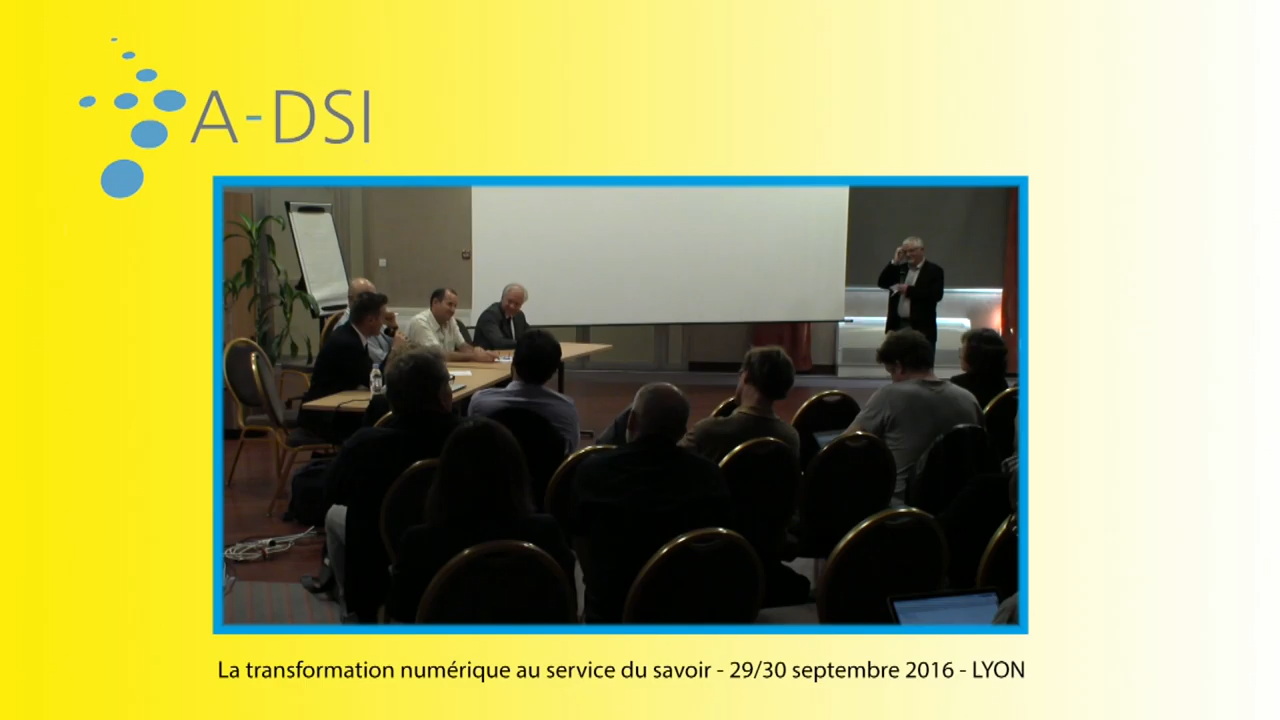 A-DSI
La transformation numérique au service du savoir - 29/30 septembre 2016 - LYON